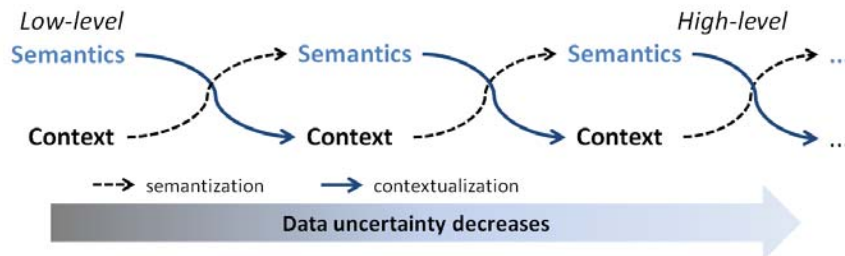 Low-level High-level
Semantics Semantics Semantics ...
Context Context Context ...
semantization contextualization
Data uncertainty decreases